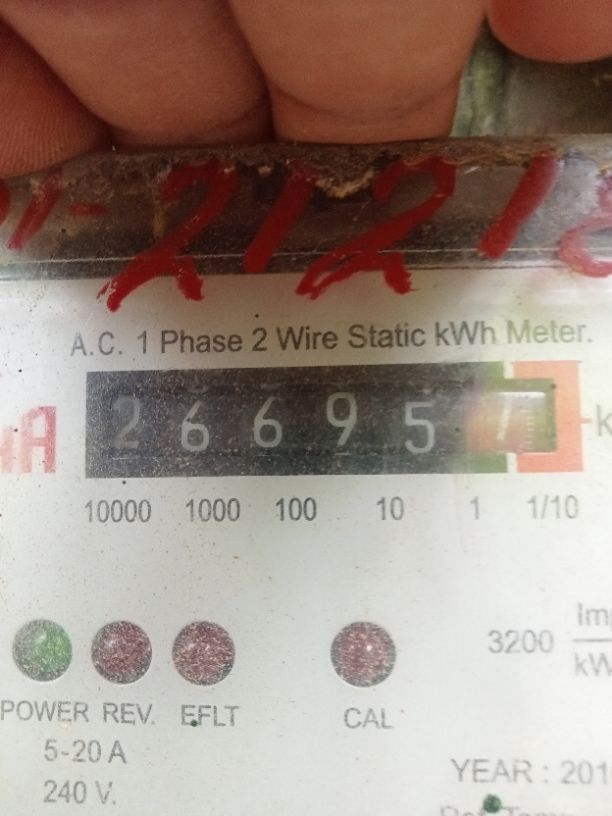 A.C. 1 Phase 2 Wire Static kWh Meter.
2 6 6 9 5
10000 1000 100 10 1 1/10
3200
POWER REV. EFLT CAL
5-20 A
240 V.
YEAR : 201